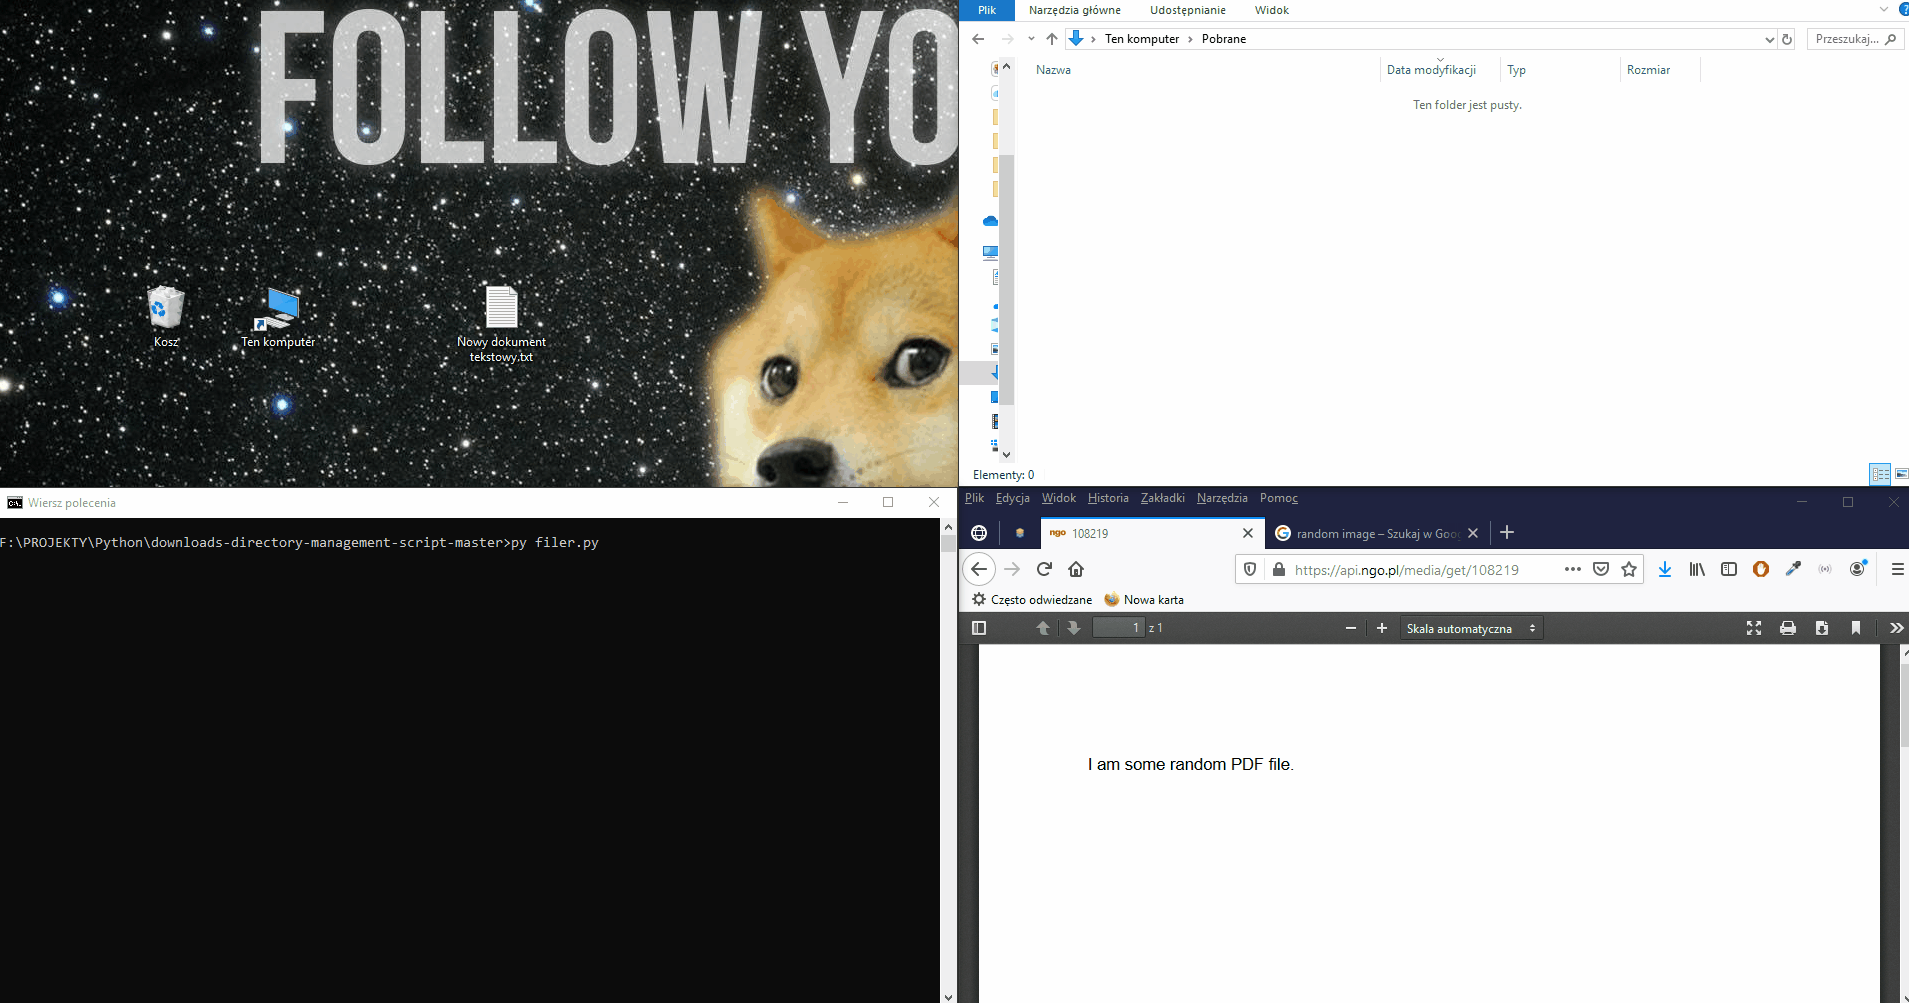 FOLLOW YO
Kosz
Ten komputer
Nowy dokument
tekstowy.txt
Plik
Narzędzia główne
Udostępnianie
Widok
Ten komputer
Pobrane
Przeszukaj...
Nazwa
Data modyfikacji
Typ
Rozmiar
Ten folder jest pusty.
Elementy: 0
Wiersz polecenia
F:\PROJEKTY\Python\downloads-directory-management-script-master>py filer.py
Plik Edycja Widok Historia Zakładki Narzędzia Pomoc
ngo 108219
random image – Szukaj w Goo
https://api.ngo.pl/media/get/108219
Często odwiedzane
Nowa karta
1 z 1
Skala automatyczna
I am some random PDF file.